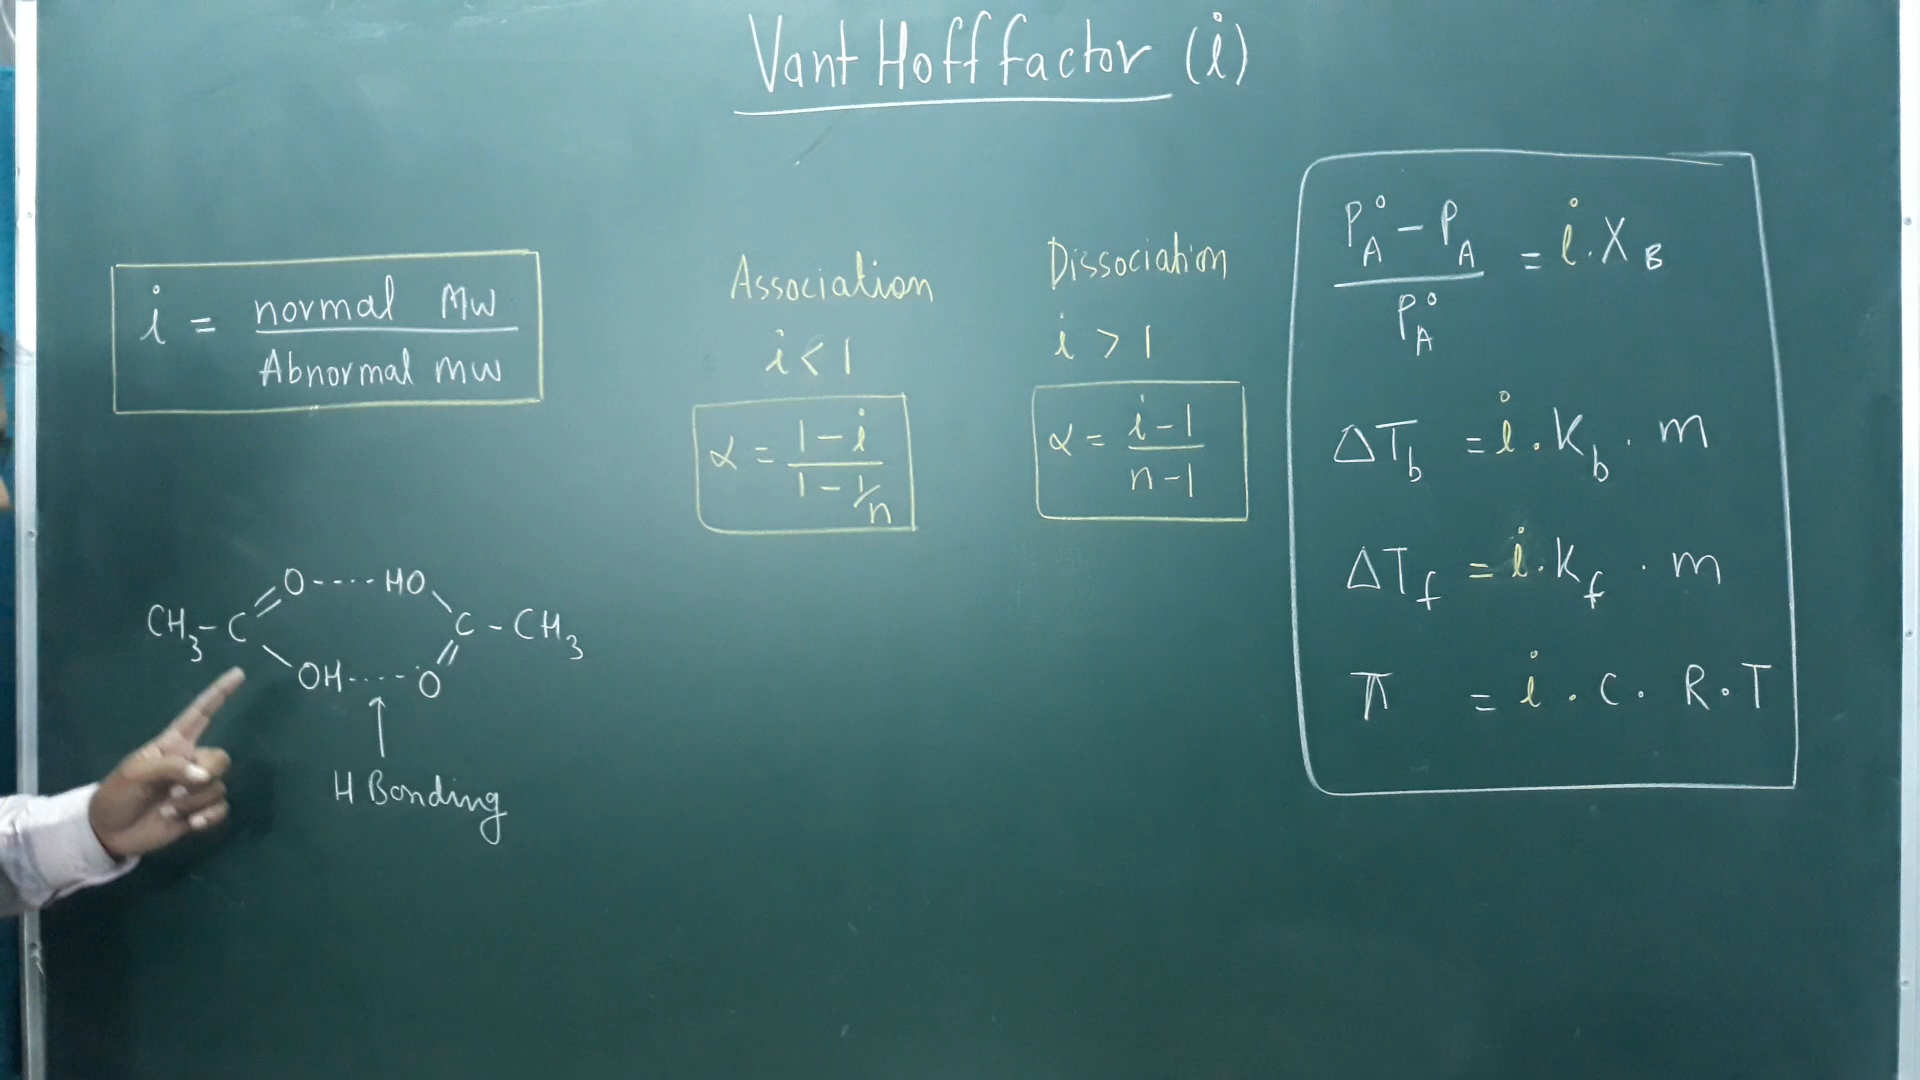 Vant Hoff factor (i)
i = normal Mw / Abnormal mw
Association
i < 1
α = 1 - i / 1 - 1/n
Dissociation
i > 1
α = i - 1 / n - 1
P°A - PA / P°A = i . XB
ΔTb = i . Kb . m
ΔTf = i . Kf . m
π = i . C . R . T
O ---- HO
CH3 - C C - CH3
OH ---- O
H Bonding